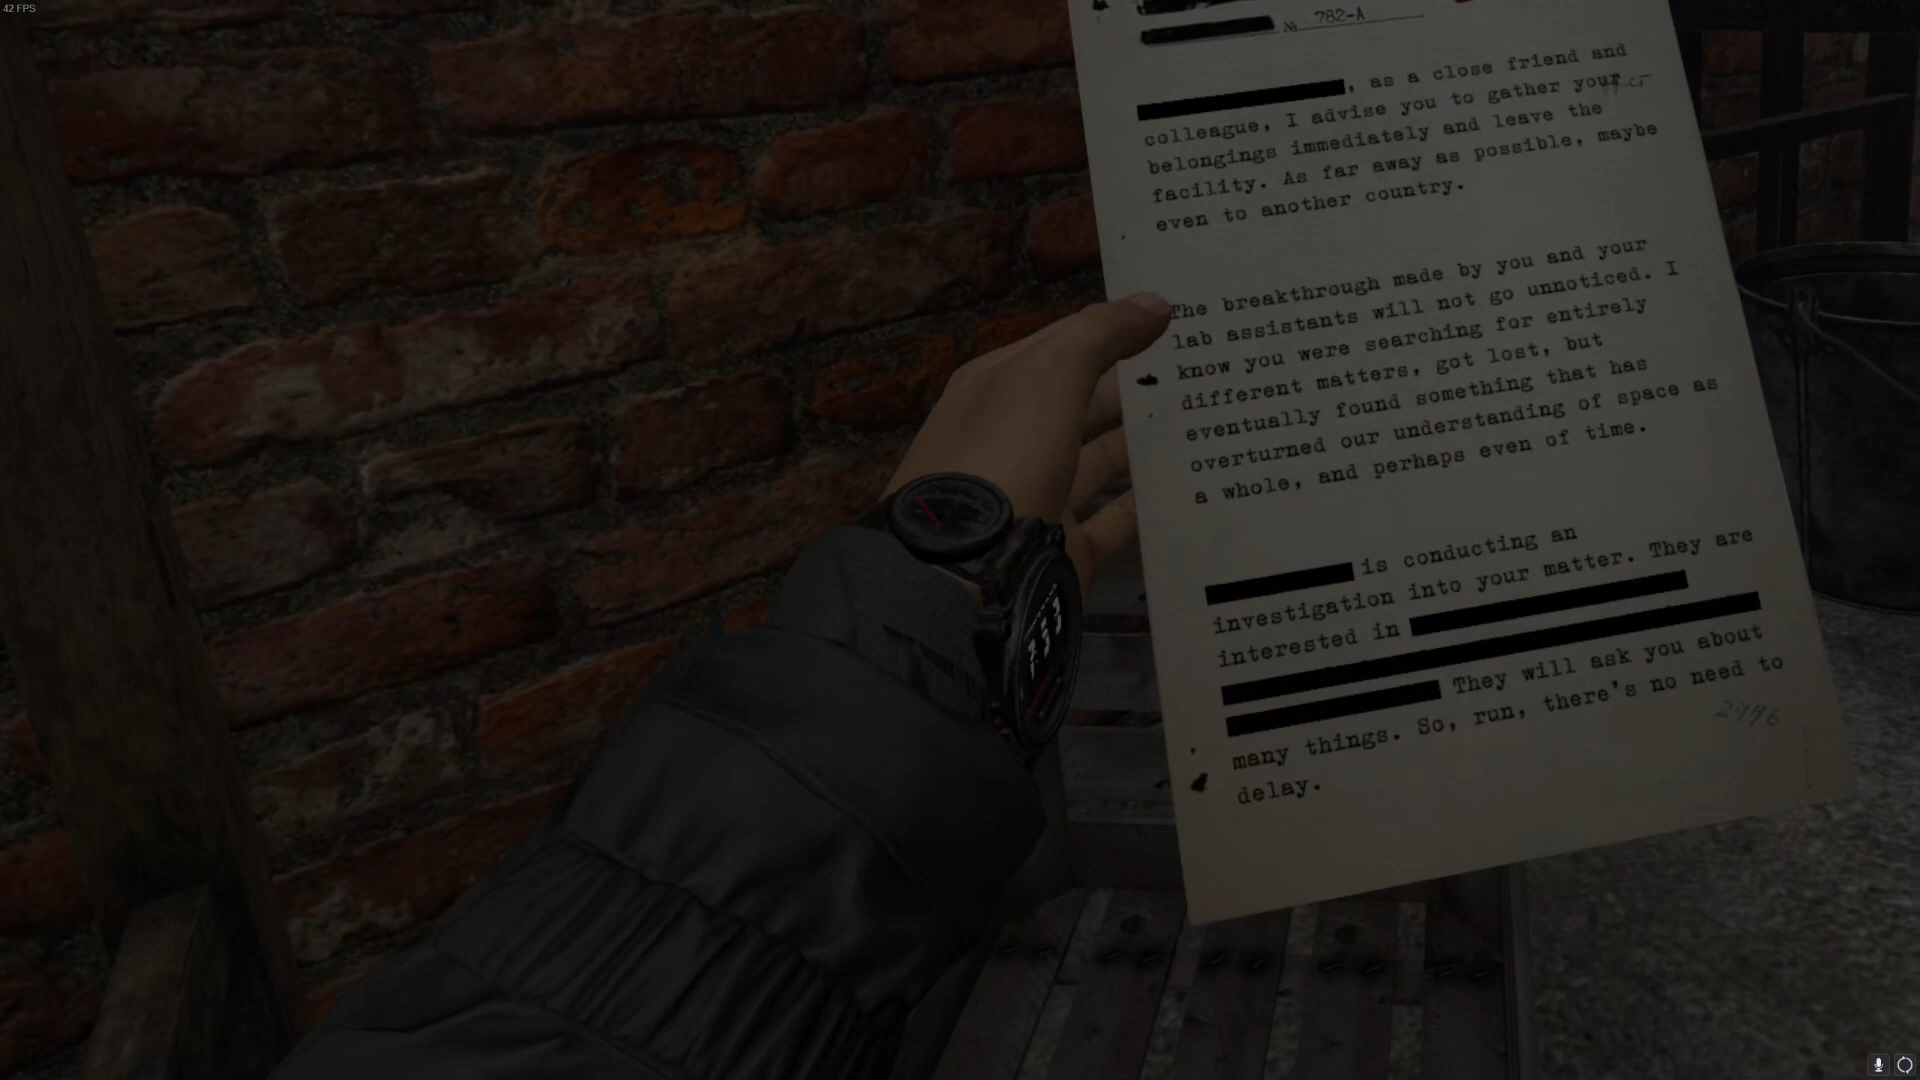 42 FPS
№ 782-A
, as a close friend and
colleague, I advise you to gather your
belongings immediately and leave the
facility. As far away as possible, maybe
even to another country.
The breakthrough made by you and your
lab assistants will not go unnoticed. I
know you were searching for entirely
different matters, got lost, but
eventually found something that has
overturned our understanding of space as
a whole, and perhaps even of time.
is conducting an
investigation into your matter. They are
interested in
They will ask you about
many things. So, run, there's no need to
delay.
2446